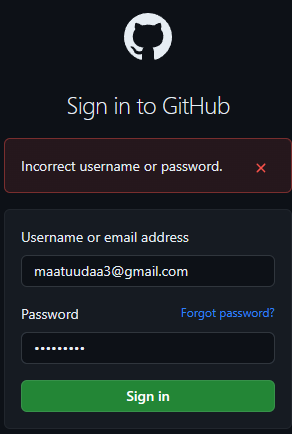 Sign in to GitHub
Incorrect username or password.
Username or email address
maatuudaa3@gmail.com
Password Forgot password?
•••••••••
Sign in